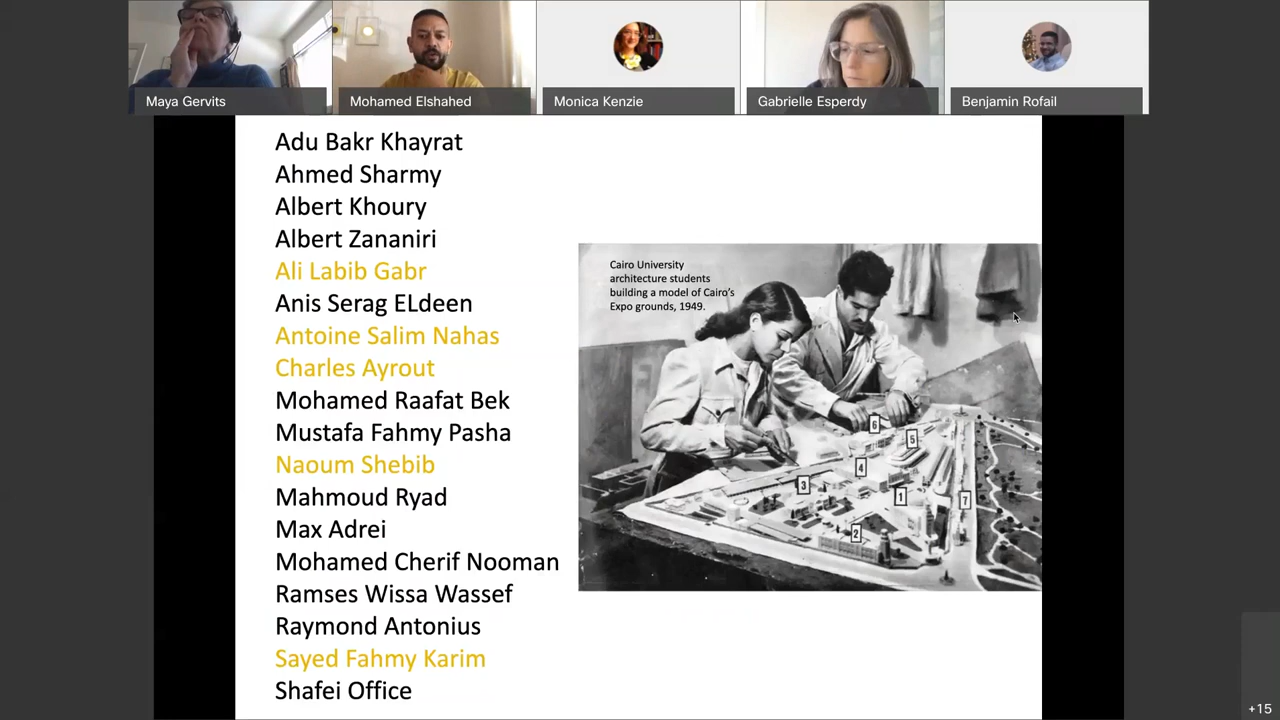 Maya Gervits
Mohamed Elshahed
Monica Kenzie
Gabrielle Esperdy
Benjamin Rofail
Adu Bakr Khayrat
Ahmed Sharmy
Albert Khoury
Albert Zananiri
Ali Labib Gabr
Anis Serag ELdeen
Antoine Salim Nahas
Charles Ayrout
Mohamed Raafat Bek
Mustafa Fahmy Pasha
Naoum Shebib
Mahmoud Ryad
Max Adrei
Mohamed Cherif Nooman
Ramses Wissa Wassef
Raymond Antonius
Sayed Fahmy Karim
Shafei Office
Cairo University
architecture students
building a model of Cairo's
Expo grounds, 1949.
6
5
4
3
1
7
2
+15